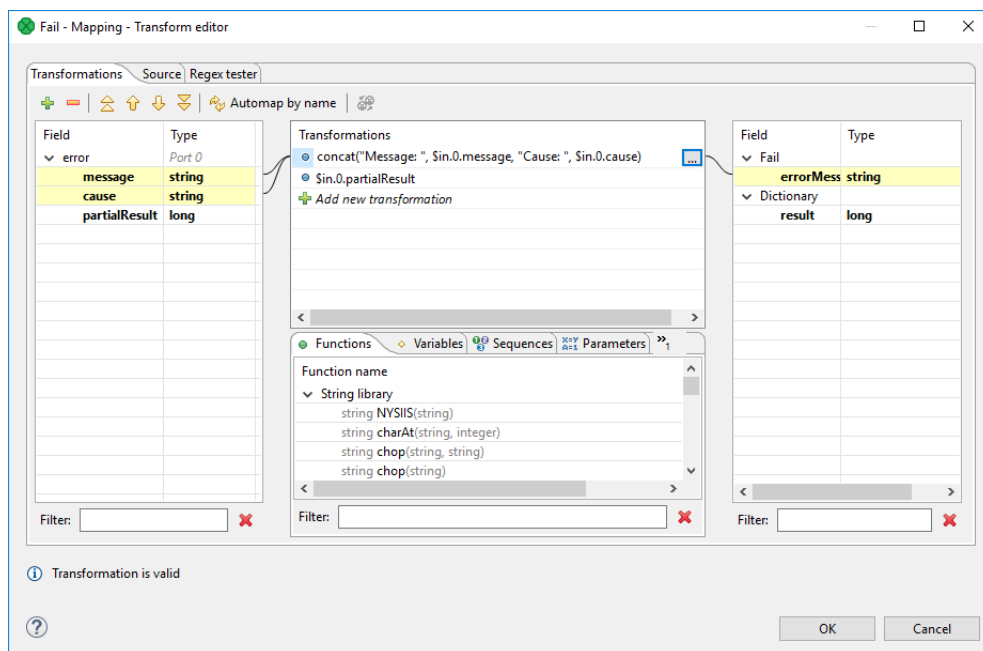 Fail - Mapping - Transform editor
Transformations Source Regex tester
Automap by name
Field Type
error Port 0
message string
cause string
partialResult long
Filter:
Transformations
concat("Message: ", $in.0.message, "Cause: ", $in.0.cause) ...
$in.0.partialResult
Add new transformation
Functions Variables Sequences X=Y A=1 Parameters »1
Function name
String library
string NYSIIS(string)
string charAt(string, integer)
string chop(string, string)
string chop(string)
Filter:
Field Type
Fail
errorMess string
Dictionary
result long
Filter:
Transformation is valid
?
OK Cancel